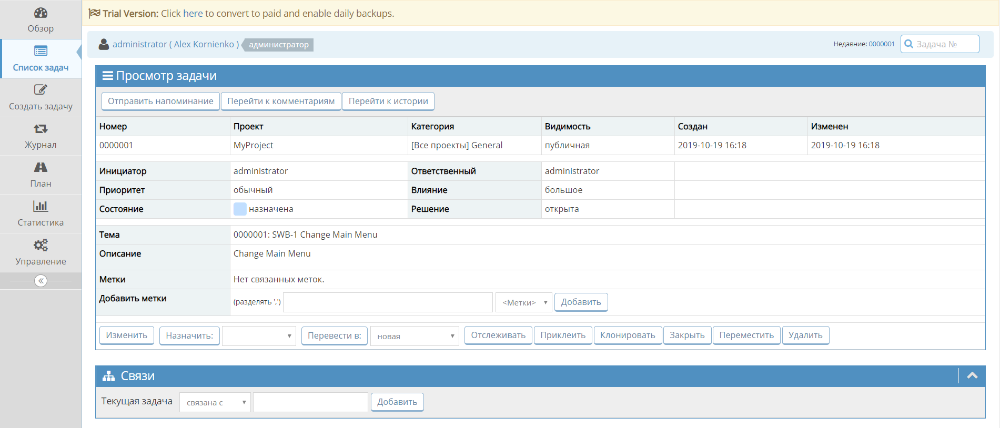 Trial Version: Click here to convert to paid and enable daily backups.
administrator ( Alex Kornienko ) администратор
Недавние: 0000001 Задача №
Обзор
Список задач
Создать задачу
Журнал
План
Статистика
Управление
Просмотр задачи
Отправить напоминание Перейти к комментариям Перейти к истории
Номер Проект Категория Видимость Создан Изменен
0000001 MyProject [Все проекты] General публичная 2019-10-19 16:18 2019-10-19 16:18
Инициатор administrator Ответственный administrator
Приоритет обычный Влияние большое
Состояние назначена Решение открыта
Тема 0000001: SWB-1 Change Main Menu
Описание Change Main Menu
Метки Нет связанных меток.
Добавить метки (разделять ',') <Метки> Добавить
Изменить Назначить: Перевести в: новая Отслеживать Приклеить Клонировать Закрыть Переместить Удалить
Связи
Текущая задача связана с Добавить